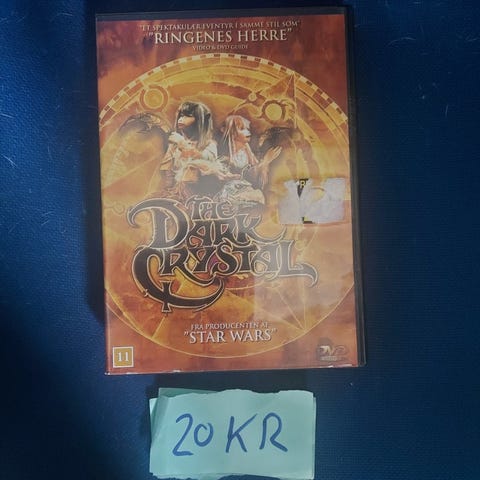 "ET SPEKTAKULÆR EVENTYR I SAMME STIL SOM"
"RINGENES HERRE"
VIDEO & DVD GUIDE
THE
DARK
CRYSTAL
FRA PRODUCENTEN AF
"STAR WARS"
11
DVD
20 KR